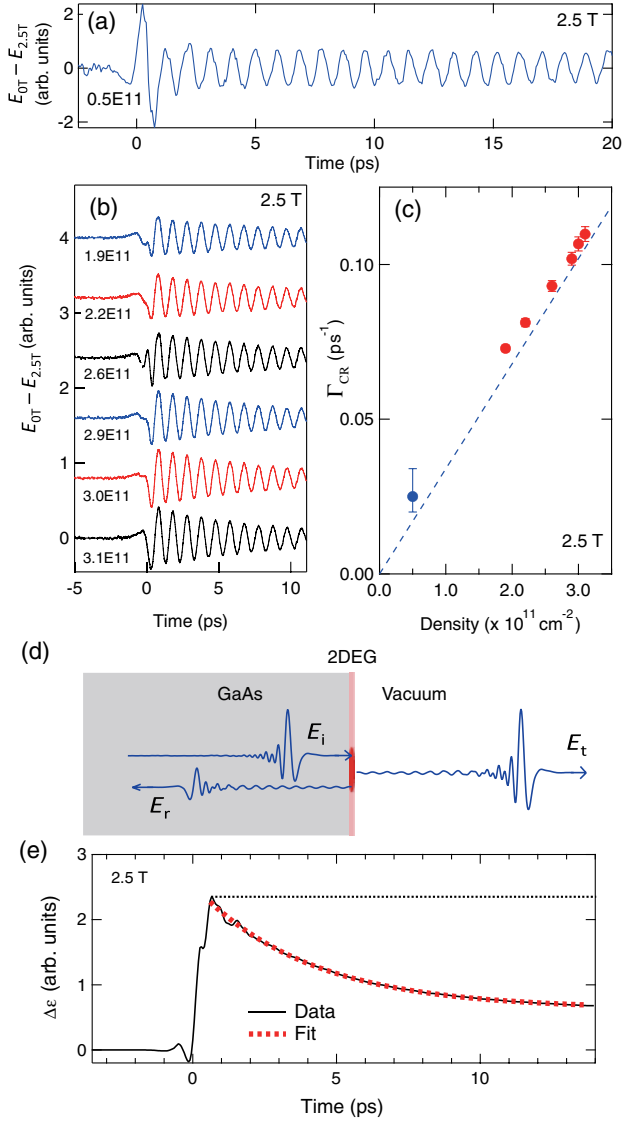 (a)
2.5 T
2
0
-2
E0T − E2.5T
(arb. units)
0.5E11
0
5
10
15
20
Time (ps)
(b)
2.5 T
4
3
2
1
0
E0T − E2.5T (arb. units)
1.9E11
2.2E11
2.6E11
2.9E11
3.0E11
3.1E11
-5
0
5
10
Time (ps)
(c)
0.10
0.05
0.00
ΓCR (ps⁻¹)
2.5 T
0.0
1.0
2.0
3.0
Density (x 10¹¹ cm⁻²)
(d)
2DEG
GaAs
Vacuum
Ei
Et
Er
(e)
2.5 T
3
2
1
0
Δε (arb. units)
Data
Fit
0
5
10
Time (ps)